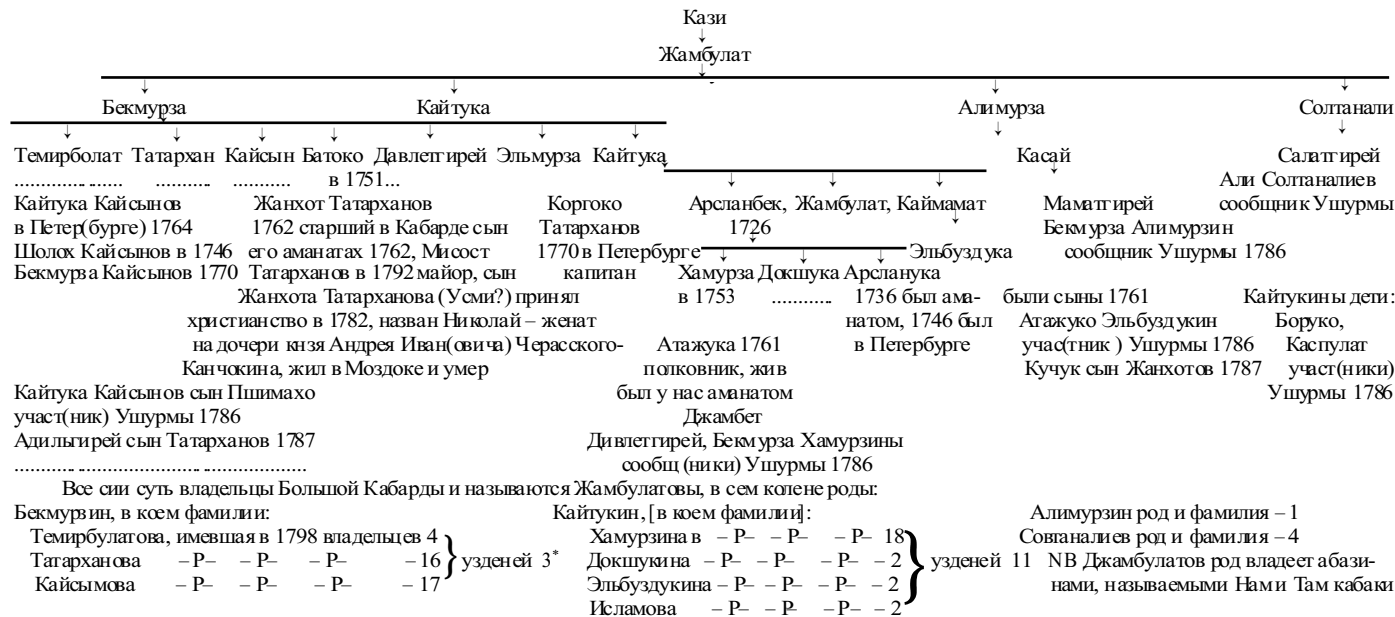 Кази
Жамбулат
Бекмурза Кайтука Алимурза Солтанали
Темирболат Татархан Кайсын Батоко Давлетгирей Эльмурза Кайтука Касай Салатгирей
..................... ........... ........... в 1751... Али Солтаналиев
Кайтука Кайсынов Жанхот Татарханов Коргоко Арсланбек, Жамбулат, Каймамат Маматгирей сообщник Ушурмы
в Петер(бурге) 1764 1762 старший в Кабарде сын Татарханов 1726 Бекмурза Алимурзин
Шолох Кайсынов в 1746 его аманатах 1762, Мисост 1770 в Петербурге Эльбуздука сообщник Ушурмы 1786
Бекмурза Кайсынов 1770 Татарханов в 1792 майор, сын капитан Хамурза Докшука Арсланука
Жанхота Татарханова (Усми?) принял в 1753 ............ 1736 был ама- были сыны 1761 Кайтукины дети:
христианство в 1782, назван Николай – женат натом, 1746 был Атажуко Эльбуздукин Боруко,
на дочери кнзя Андрея Иван(овича) Черасского- Атажука 1761 в Петербурге учас(тник ) Ушурмы 1786 Каспулат
Канчокина, жил в Моздоке и умер полковник, жив Кучук сын Жанхотов 1787 участ(ники)
Кайтука Кайсынов сын Пшимахо был у нас аманатом Ушурмы 1786
участ(ник) Ушурмы 1786 Джамбет
Адильгирей сын Татарханов 1787 Дивлетгирей, Бекмурза Хамурзины
....................................................... сообщ (ники) Ушурмы 1786
Все сии суть владельцы Большой Кабарды и называются Жамбулатовы, в сем колене роды:
Бекмурзин, в коем фамилии: Кайтукин, [в коем фамилии]: Алимурзин род и фамилия – 1
Темирбулатова, имевшая в 1798 владельцев 4 Хамурзина в – Р– – Р– – Р– 18 Совтаналиев род и фамилия – 4
Татарханова – Р– – Р– – Р– –16 } узденей 3* Докшукина – Р– – Р– – Р– – 2 } узденей 11 NB Джамбулатов род владеет абази-
Кайсымова – Р– – Р– – Р– – 17 Эльбуздукина – Р– – Р– – Р– – 2 нами, называемыми Нам и Там кабаки
Исламова – Р– – Р– – Р– – 2